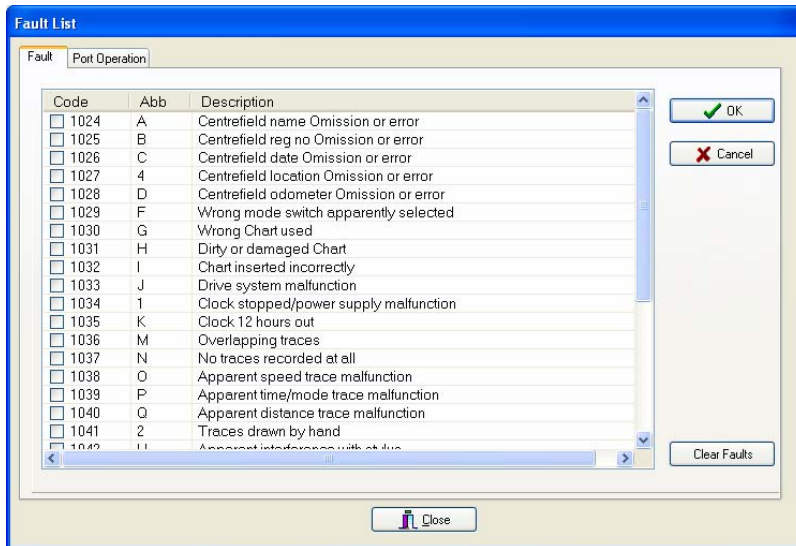 Fault List
Fault Port Operation
Code Abb Description
1024 A Centrefield name Omission or error
1025 B Centrefield reg no Omission or error
1026 C Centrefield date Omission or error
1027 4 Centrefield location Omission or error
1028 D Centrefield odometer Omission or error
1029 F Wrong mode switch apparently selected
1030 G Wrong Chart used
1031 H Dirty or damaged Chart
1032 I Chart inserted incorrectly
1033 J Drive system malfunction
1034 1 Clock stopped/power supply malfunction
1035 K Clock 12 hours out
1036 M Overlapping traces
1037 N No traces recorded at all
1038 O Apparent speed trace malfunction
1039 P Apparent time/mode trace malfunction
1040 Q Apparent distance trace malfunction
1041 2 Traces drawn by hand
1042 U Apparent interference with stylus
OK
Cancel
Clear Faults
Close